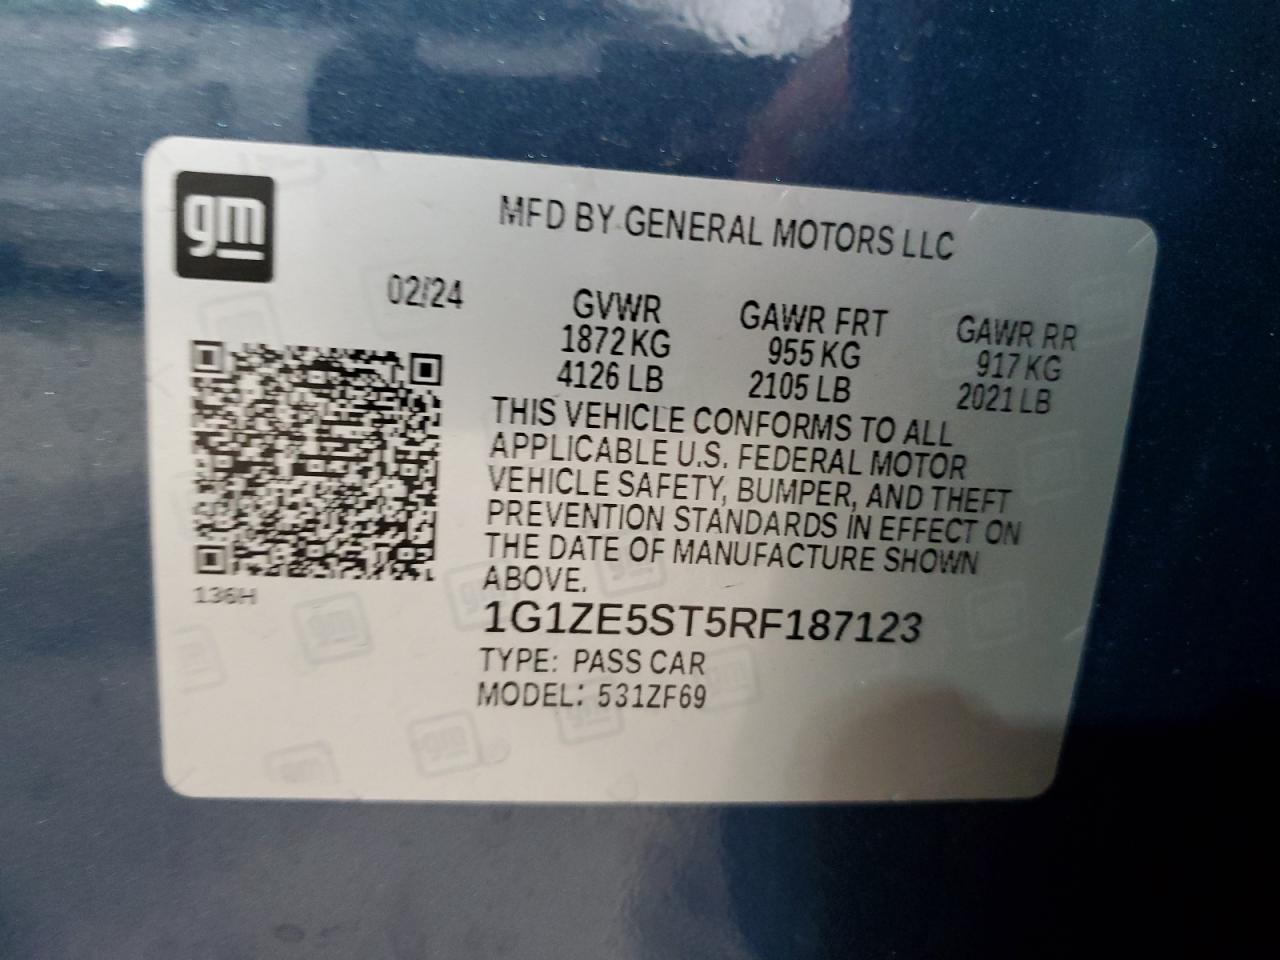 gm
MFD BY GENERAL MOTORS LLC
02/24
GVWR GAWR FRT GAWR RR
1872 KG 955 KG 917 KG
4126 LB 2105 LB 2021 LB
THIS VEHICLE CONFORMS TO ALL
APPLICABLE U.S. FEDERAL MOTOR
VEHICLE SAFETY, BUMPER, AND THEFT
PREVENTION STANDARDS IN EFFECT ON
THE DATE OF MANUFACTURE SHOWN
ABOVE.
136H
1G1ZE5ST5RF187123
TYPE: PASS CAR
MODEL: 531ZF69